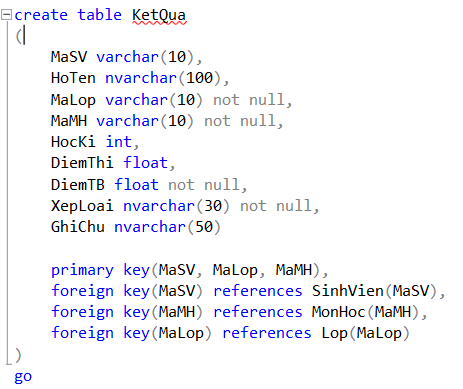 create table KetQua
(
MaSV varchar(10),
HoTen nvarchar(100),
MaLop varchar(10) not null,
MaMH varchar(10) not null,
HocKi int,
DiemThi float,
DiemTB float not null,
XepLoai nvarchar(30) not null,
GhiChu nvarchar(50)
primary key(MaSV, MaLop, MaMH),
foreign key(MaSV) references SinhVien(MaSV),
foreign key(MaMH) references MonHoc(MaMH),
foreign key(MaLop) references Lop(MaLop)
)
go